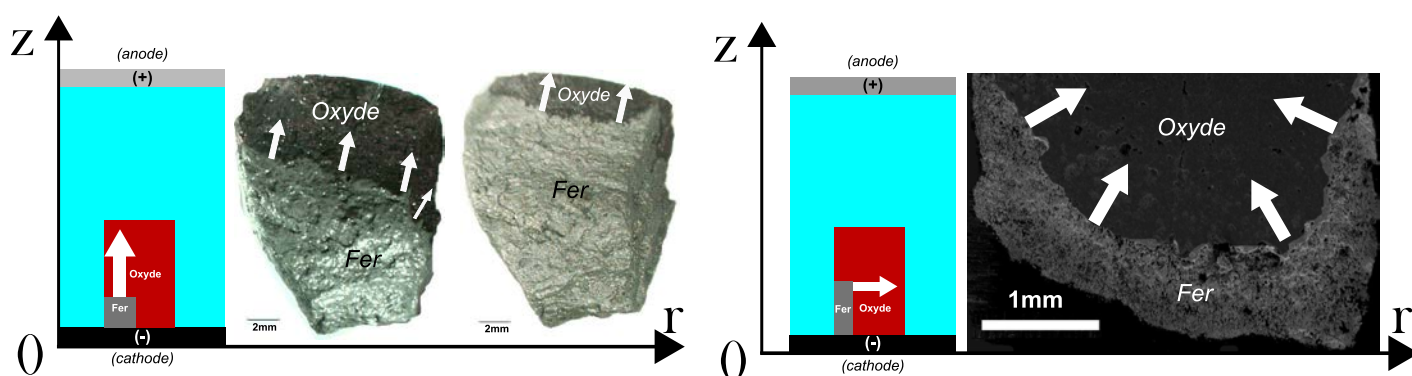 Z
(anode)
(+)
Oxyde
Fer
(-)
(cathode)
0
Oxyde
Fer
2mm
Oxyde
Fer
2mm
r
Z
(anode)
(+)
Fer
Oxyde
(-)
(cathode)
0
Oxyde
Fer
1mm
r